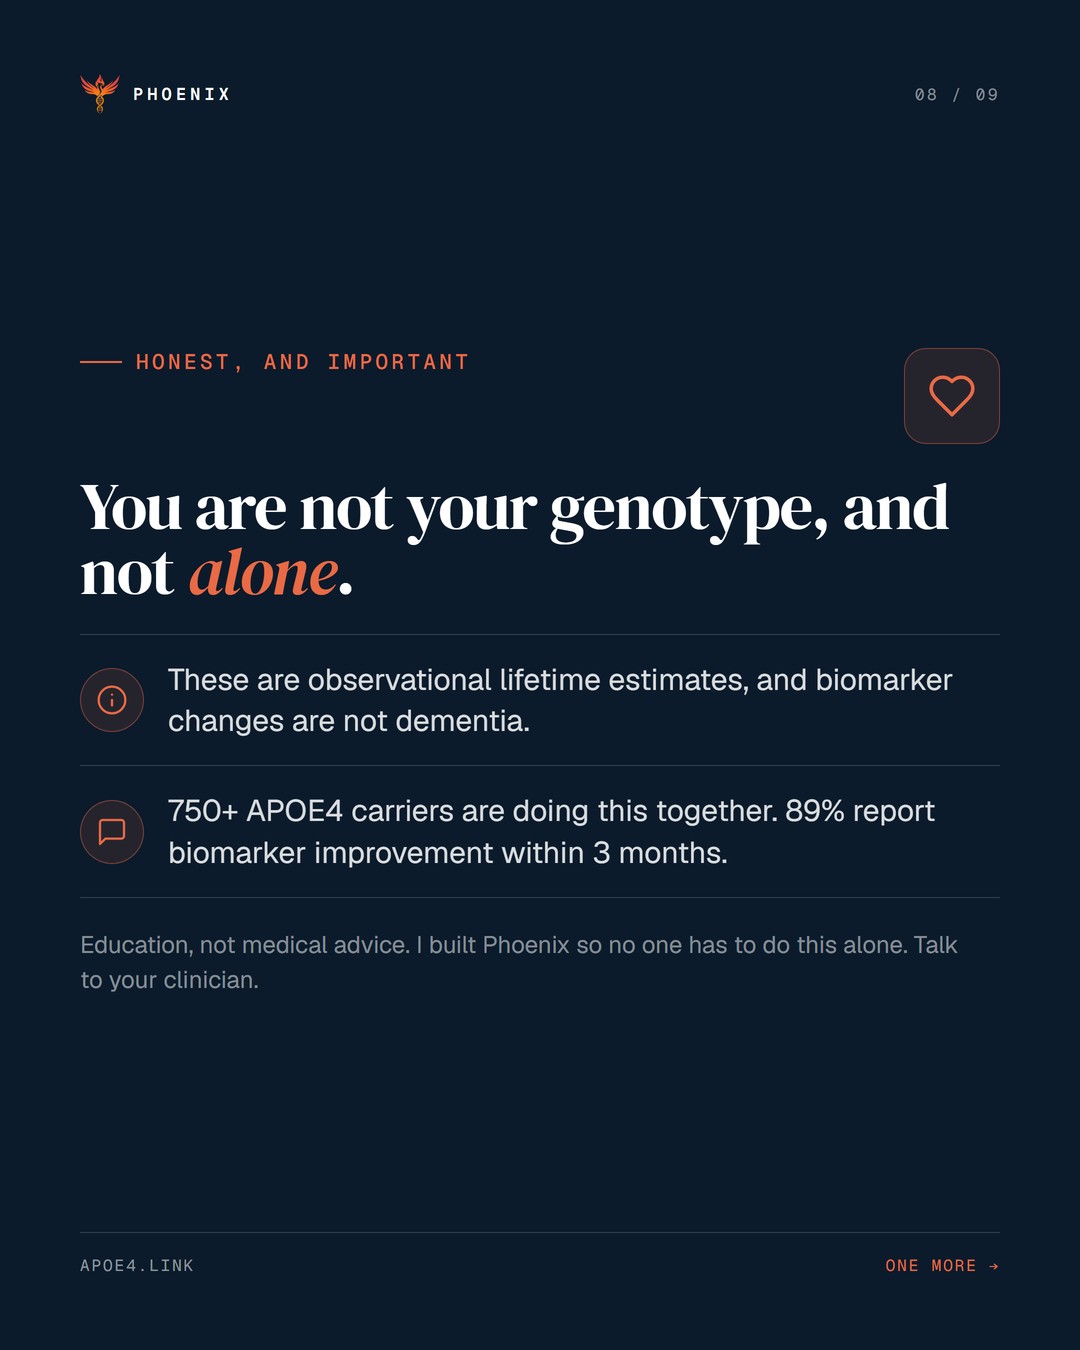 PHOENIX
08 / 09
HONEST, AND IMPORTANT
You are not your genotype, and
not alone.
These are observational lifetime estimates, and biomarker
changes are not dementia.
750+ APOE4 carriers are doing this together. 89% report
biomarker improvement within 3 months.
Education, not medical advice. I built Phoenix so no one has to do this alone. Talk
to your clinician.
APOE4.LINK
ONE MORE →